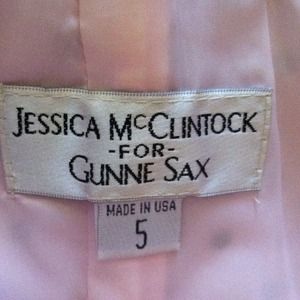 JESSICA MCCLINTOCK
-FOR-
GUNNE SAX
MADE IN USA
5